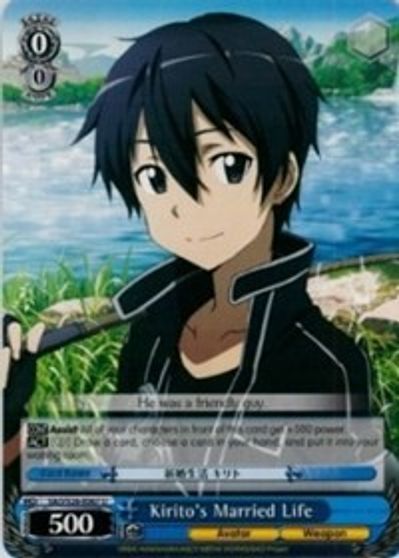 0
0
He was a friendly guy.
CONT Assist All of your characters in front of this card get +500 power.
ACT Draw a card, choose a card in your hand, and put it into your
waiting room.
新婚生活 キリト
500
Kirito's Married Life
Avatar Weapon